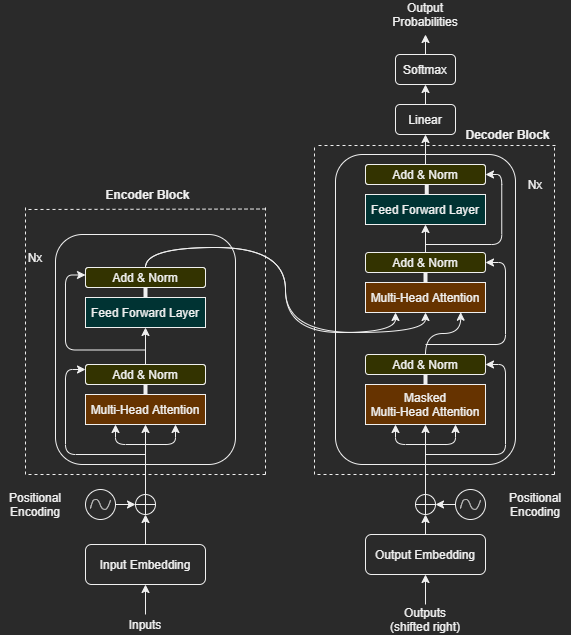 Output
Probabilities
Softmax
Linear
Decoder Block
Nx
Add & Norm
Feed Forward Layer
Add & Norm
Multi-Head Attention
Add & Norm
Masked
Multi-Head Attention
Positional
Encoding
Output Embedding
Outputs
(shifted right)
Encoder Block
Nx
Add & Norm
Feed Forward Layer
Add & Norm
Multi-Head Attention
Positional
Encoding
Input Embedding
Inputs